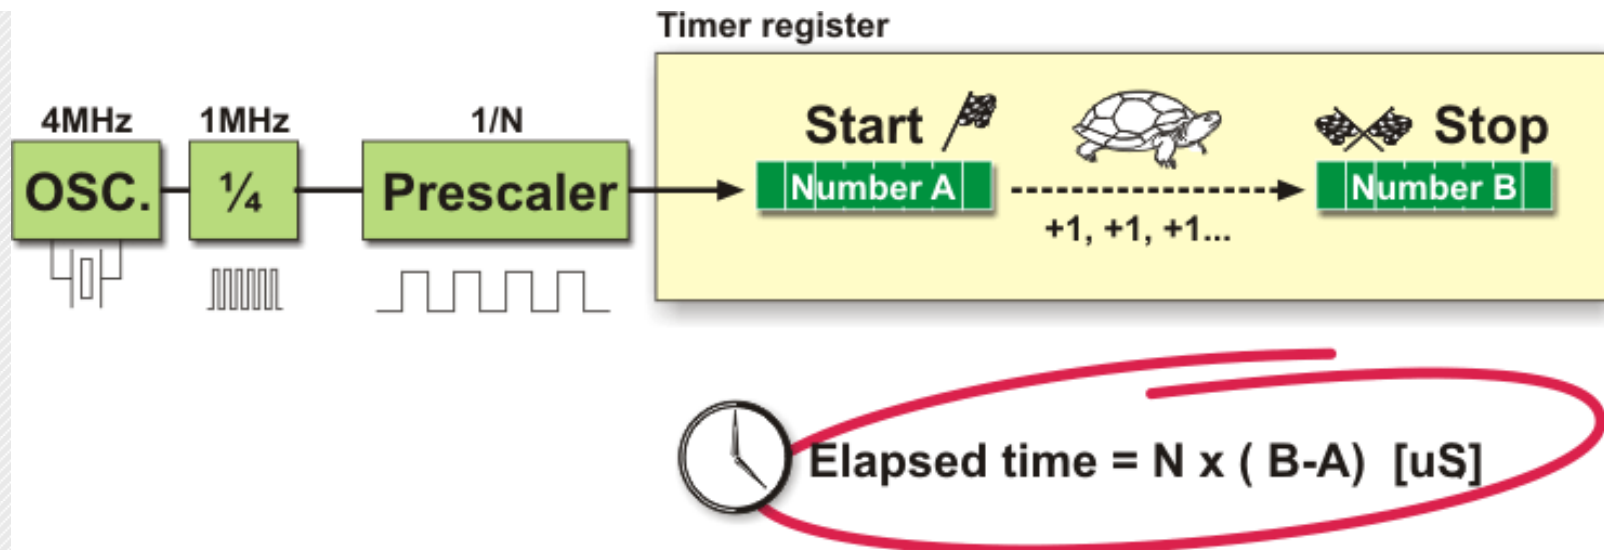 Timer register
4MHz
1MHz
1/N
OSC.
¼
Prescaler
Start
Stop
Number A
Number B
+1, +1, +1...
Elapsed time = N x ( B-A) [uS]